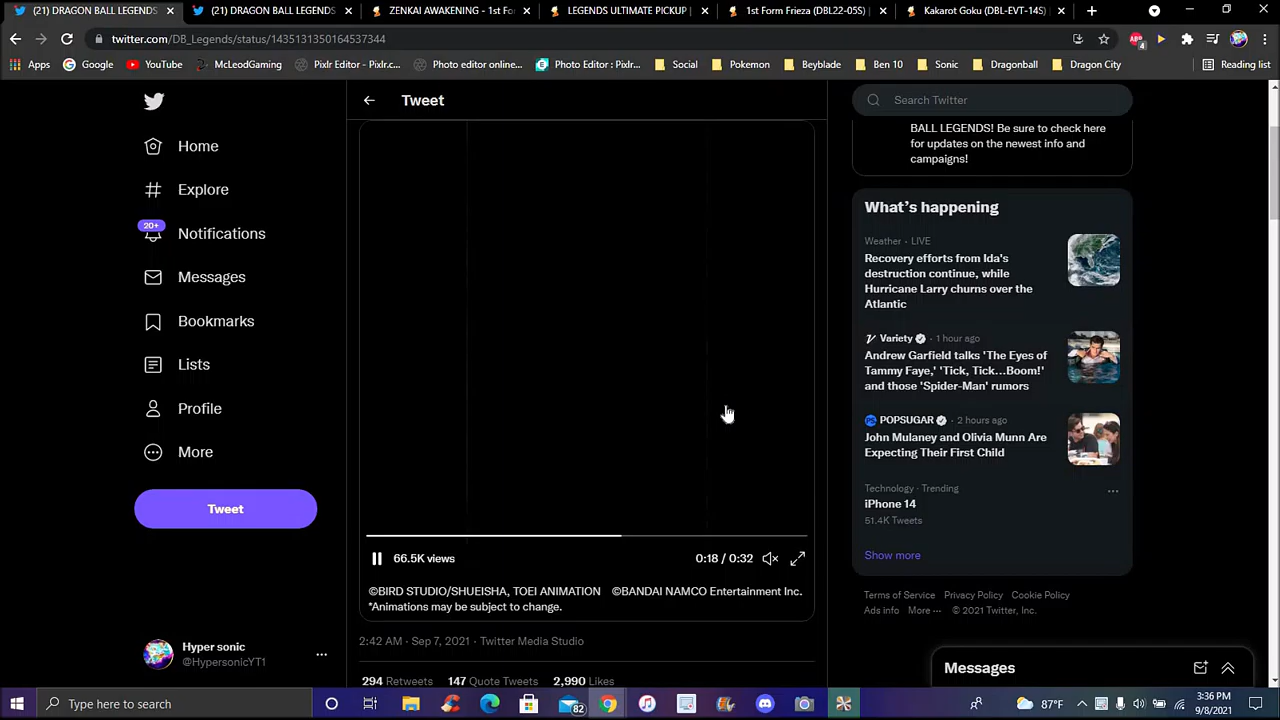 (21) DRAGON BALL LEGENDS
(21) DRAGON BALL LEGENDS
ZENKAI AWAKENING - 1st Fo
LEGENDS ULTIMATE PICKUP
1st Form Frieza (DBL22-05S)
Kakarot Goku (DBL-EVT-14S)
twitter.com/DB_Legends/status/1435131350164537344
ABP
4
Apps
Google
YouTube
McLeodGaming
Pixlr Editor - Pixlr.c...
Photo editor online...
Photo Editor : Pixlr...
Social
Pokemon
Beyblade
Ben 10
Sonic
Dragonball
Dragon City
Reading list
Home
Explore
20+
Notifications
Messages
Bookmarks
Lists
Profile
More
Tweet
Hyper sonic
@HypersonicYT1
Tweet
66.5K views
0:18 / 0:32
©BIRD STUDIO/SHUEISHA, TOEI ANIMATION ©BANDAI NAMCO Entertainment Inc.
*Animations may be subject to change.
2:42 AM · Sep 7, 2021 · Twitter Media Studio
294 Retweets 147 Quote Tweets 2,990 Likes
Search Twitter
BALL LEGENDS! Be sure to check here
for updates on the newest info and
campaigns!
What's happening
Weather · LIVE
Recovery efforts from Ida's
destruction continue, while
Hurricane Larry churns over the
Atlantic
Variety · 1 hour ago
Andrew Garfield talks 'The Eyes of
Tammy Faye,' 'Tick, Tick...Boom!'
and those 'Spider-Man' rumors
POPSUGAR · 2 hours ago
John Mulaney and Olivia Munn Are
Expecting Their First Child
Technology · Trending
iPhone 14
51.4K Tweets
Show more
Terms of Service Privacy Policy Cookie Policy
Ads info More ··· © 2021 Twitter, Inc.
Messages
Type here to search
82
87°F
3:36 PM
9/8/2021